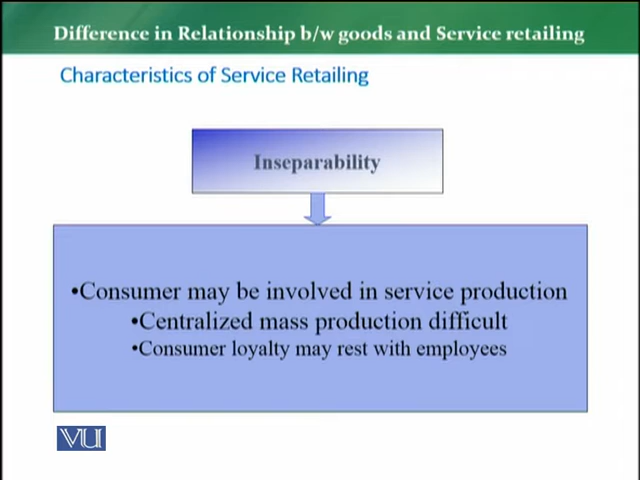 Difference in Relationship b/w goods and Service retailing
Characteristics of Service Retailing
Inseparability
•Consumer may be involved in service production
•Centralized mass production difficult
•Consumer loyalty may rest with employees
VU